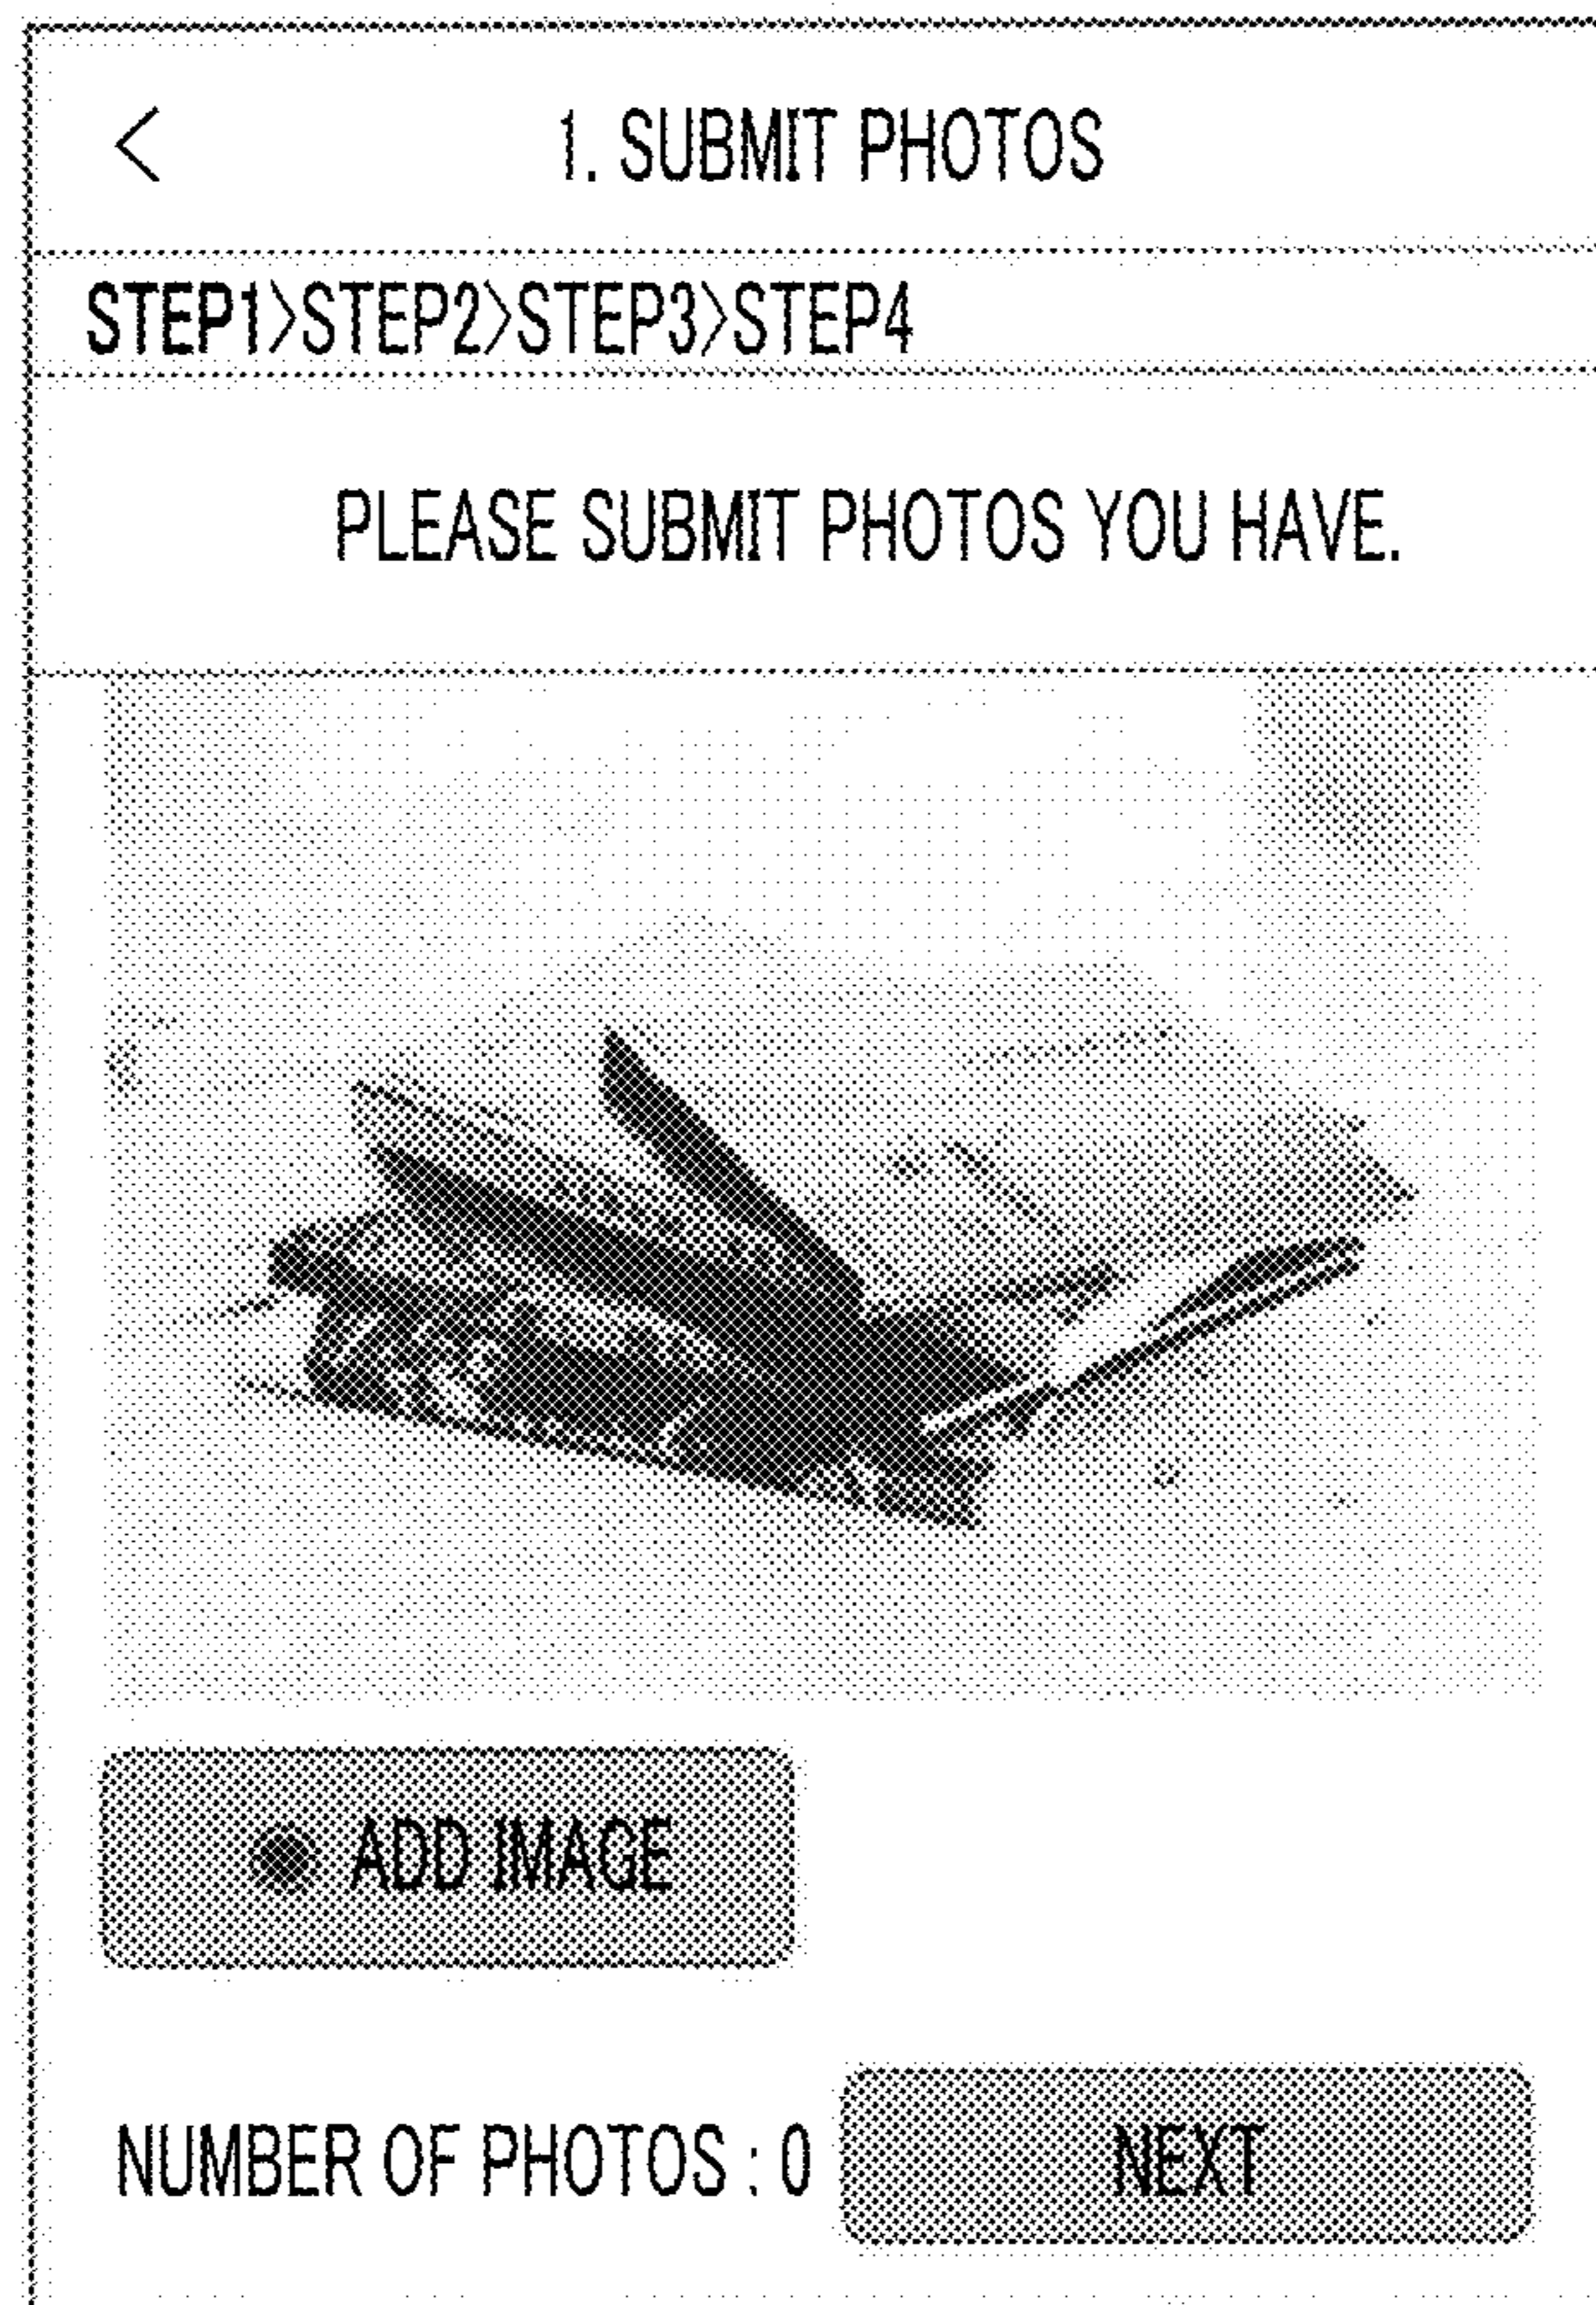 < 1. SUBMIT PHOTOS
STEP1>STEP2>STEP3>STEP4
PLEASE SUBMIT PHOTOS YOU HAVE.
ADD IMAGE
NUMBER OF PHOTOS : 0 NEXT